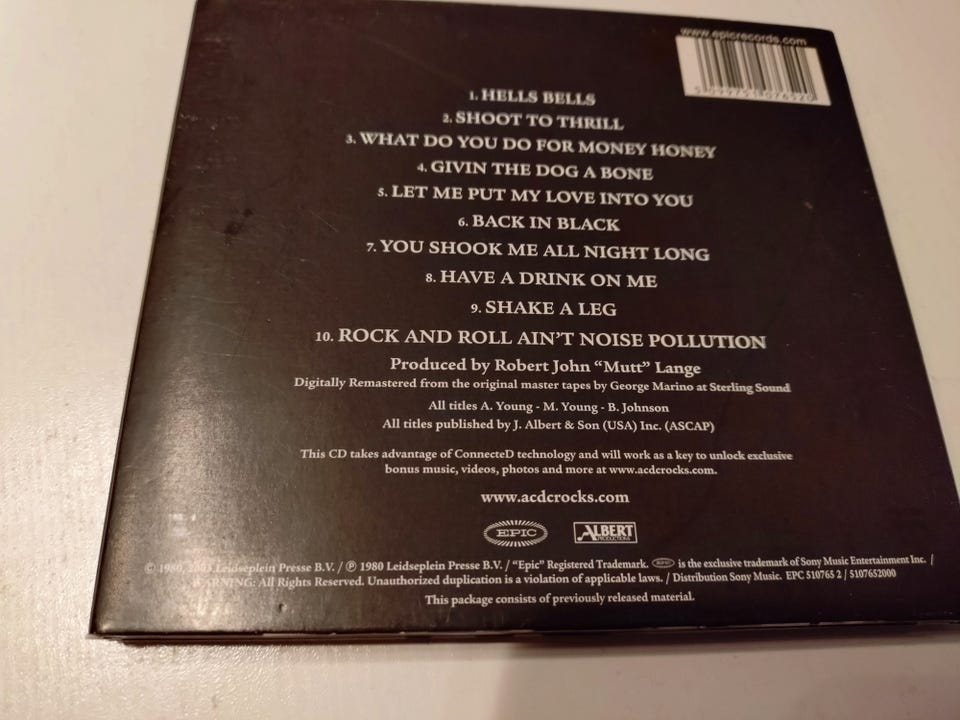 www.epicrecords.com
1. HELLS BELLS
2. SHOOT TO THRILL
3. WHAT DO YOU DO FOR MONEY HONEY
4. GIVIN THE DOG A BONE
5. LET ME PUT MY LOVE INTO YOU
6. BACK IN BLACK
7. YOU SHOOK ME ALL NIGHT LONG
8. HAVE A DRINK ON ME
9. SHAKE A LEG
10. ROCK AND ROLL AIN'T NOISE POLLUTION
Produced by Robert John “Mutt” Lange
Digitally Remastered from the original master tapes by George Marino at Sterling Sound
All titles A. Young - M. Young - B. Johnson
All titles published by J. Albert & Son (USA) Inc. (ASCAP)
This CD takes advantage of ConnecteD technology and will work as a key to unlock exclusive
bonus music, videos, photos and more at www.acdcrocks.com.
www.acdcrocks.com
EPIC ALBERT PRODUCTIONS
© 1980, 2003 Leidseplein Presse B.V. / ℗ 1980 Leidseplein Presse B.V. / “Epic” Registered Trademark. EPIC is the exclusive trademark of Sony Music Entertainment Inc. /
WARNING: All Rights Reserved. Unauthorized duplication is a violation of applicable laws. / Distribution Sony Music. EPC 510765 2 / 5107652000
This package consists of previously released material.